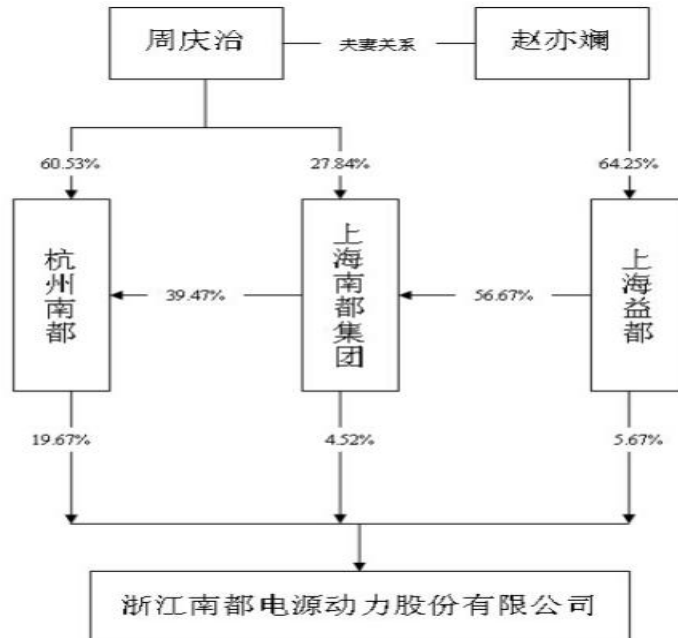 周庆治
夫妻关系
赵亦斓
60.53%
27.84%
64.25%
杭州南都
上海南都集团
上海益都
39.47%
56.67%
19.67%
4.52%
5.67%
浙江南都电源动力股份有限公司